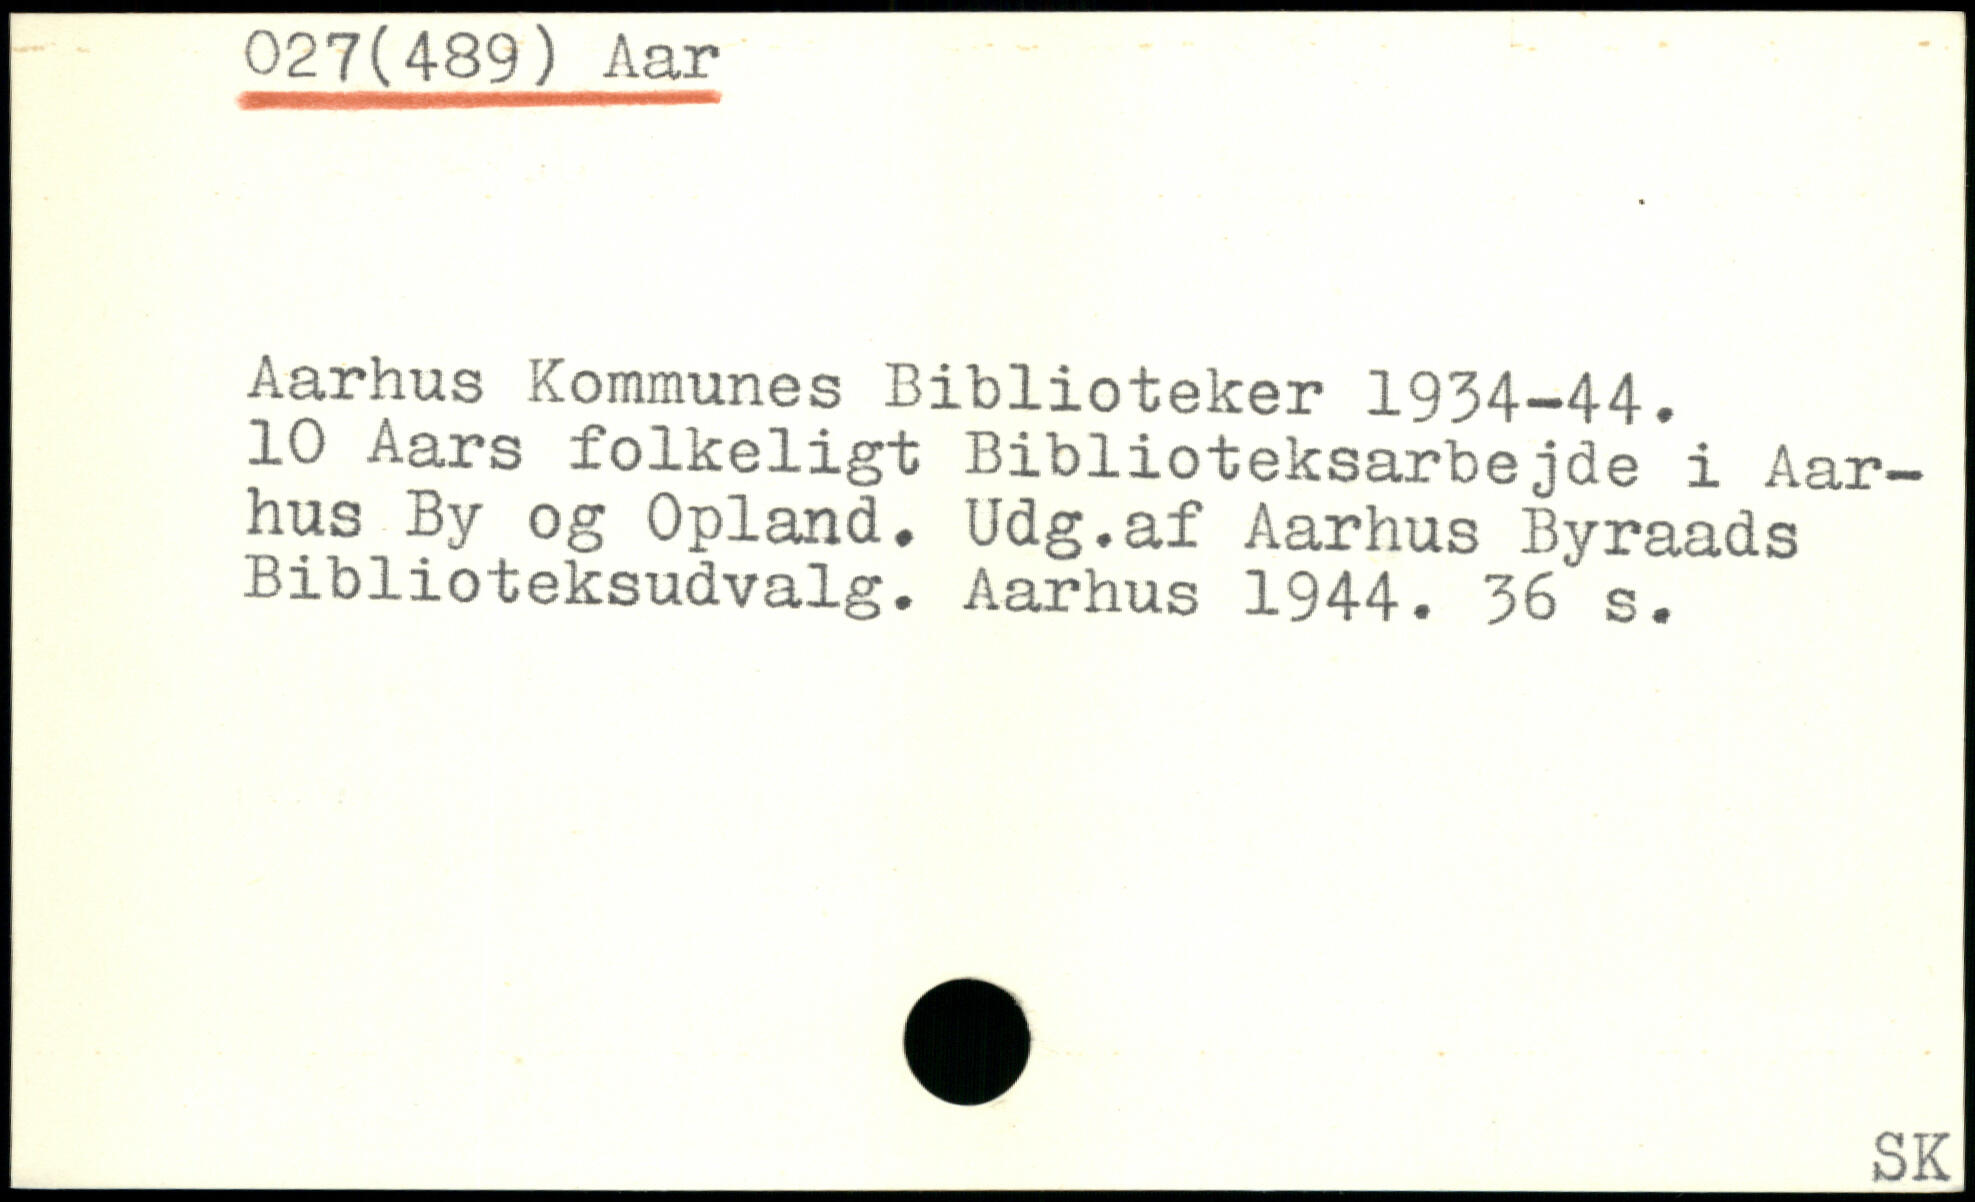 027(489) Aar
Aarhus Kommunes Biblioteker 1934-44.
10 Aars folkeligt Biblioteksarbejde i Aar-
hus By og Opland. Udg.af Aarhus Byraads
Biblioteksudvalg. Aarhus 1944. 36 s.
SK